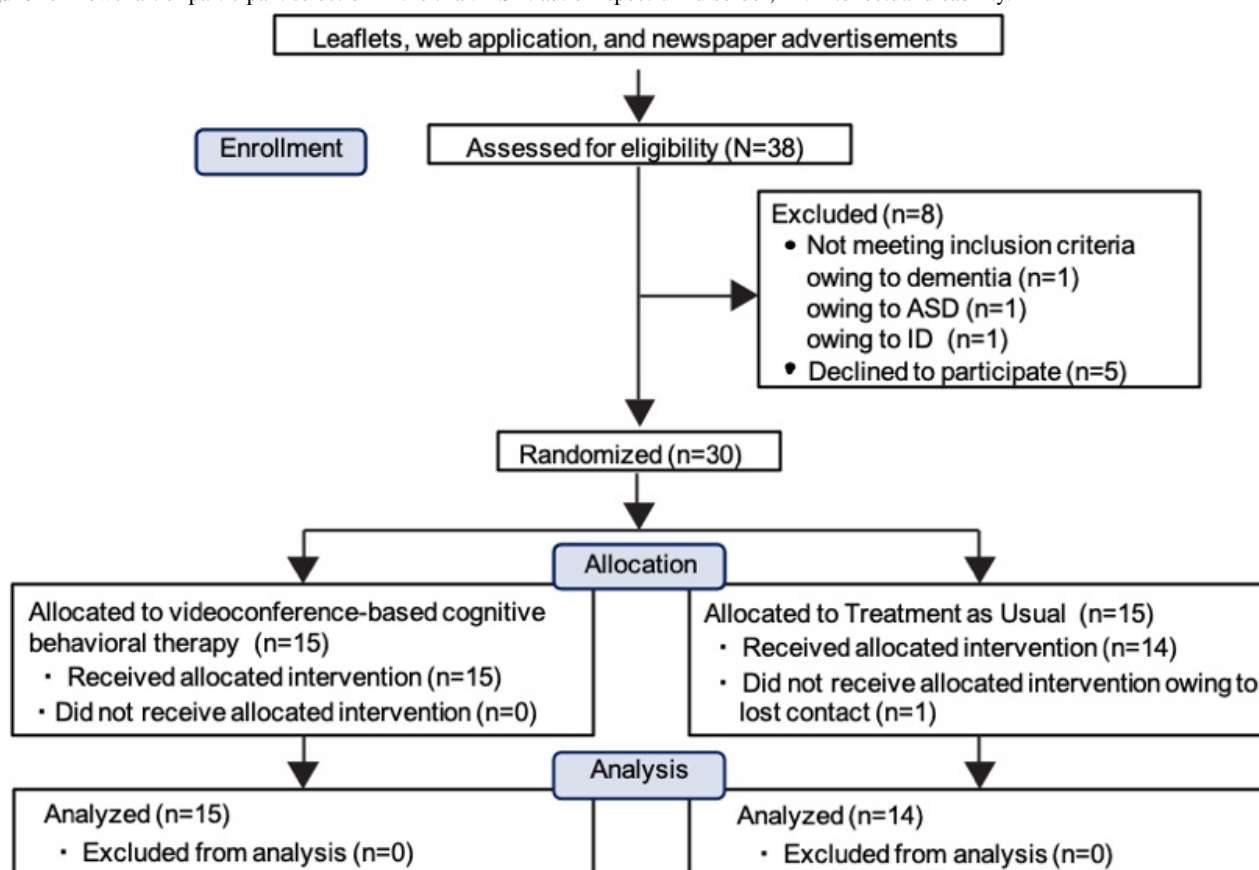 Leaflets, web application, and newspaper advertisements
Enrollment
Assessed for eligibility (N=38)
Excluded (n=8)
• Not meeting inclusion criteria
owing to dementia (n=1)
owing to ASD (n=1)
owing to ID (n=1)
• Declined to participate (n=5)
Randomized (n=30)
Allocation
Allocated to videoconference-based cognitive
behavioral therapy (n=15)
· Received allocated intervention (n=15)
· Did not receive allocated intervention (n=0)
Allocated to Treatment as Usual (n=15)
· Received allocated intervention (n=14)
· Did not receive allocated intervention owing to
lost contact (n=1)
Analysis
Analyzed (n=15)
· Excluded from analysis (n=0)
Analyzed (n=14)
· Excluded from analysis (n=0)